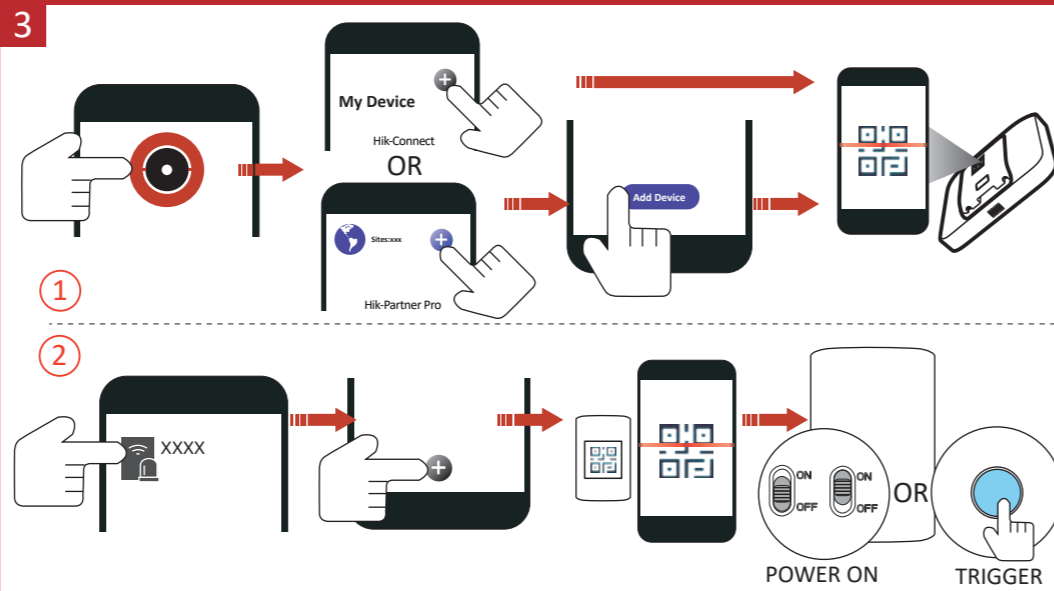 3
My Device
Hik-Connect
OR
Sites:xxx
Hik-Partner Pro
Add Device
1
2
XXXX
ON
OFF
ON
OFF
OR
POWER ON
TRIGGER